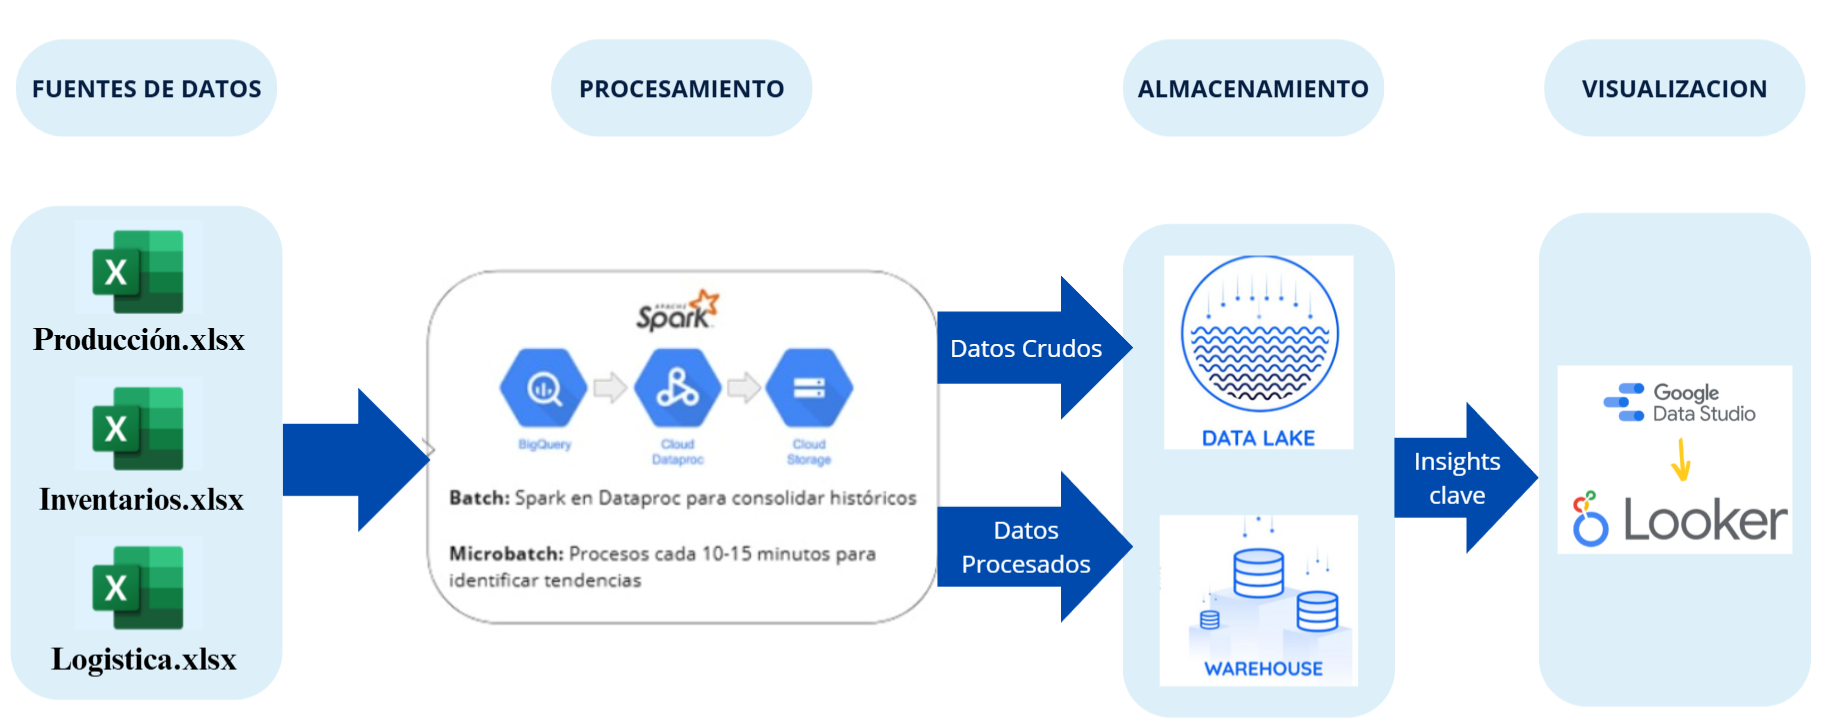 FUENTES DE DATOS
PROCESAMIENTO
ALMACENAMIENTO
VISUALIZACION
X
Producción.xlsx
X
Inventarios.xlsx
X
Logistica.xlsx
APACHE
Spark
BigQuery
Cloud
Dataproc
Cloud
Storage
Batch: Spark en Dataproc para consolidar históricos
Microbatch: Procesos cada 10-15 minutos para
identificar tendencias
Datos Crudos
Datos
Procesados
DATA LAKE
WAREHOUSE
Insights
clave
Google
Data Studio
Looker